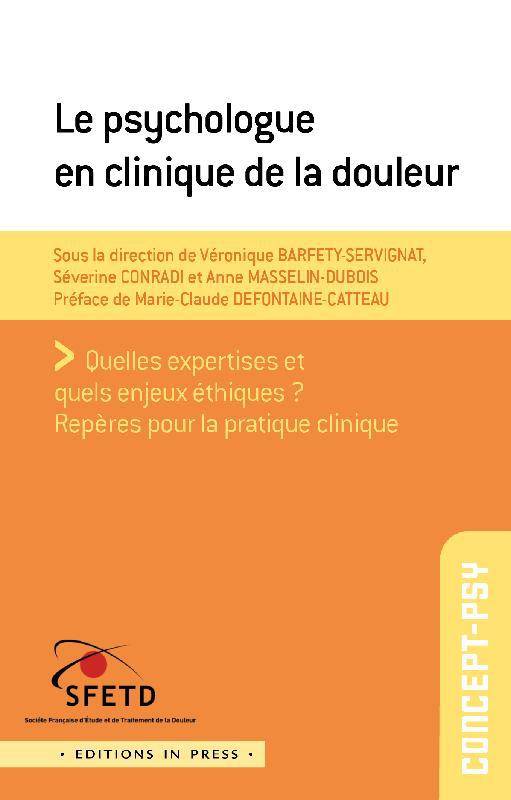 Le psychologue
en clinique de la douleur
Sous la direction de Véronique BARFETY-SERVIGNAT,
Séverine CONRADI et Anne MASSELIN-DUBOIS
Préface de Marie-Claude DEFONTAINE-CATTEAU
> Quelles expertises et
quels enjeux éthiques ?
Repères pour la pratique clinique
CONCEPT-PSY
SFETD
Société Française d'Étude et de Traitement de la Douleur
• EDITIONS IN PRESS •